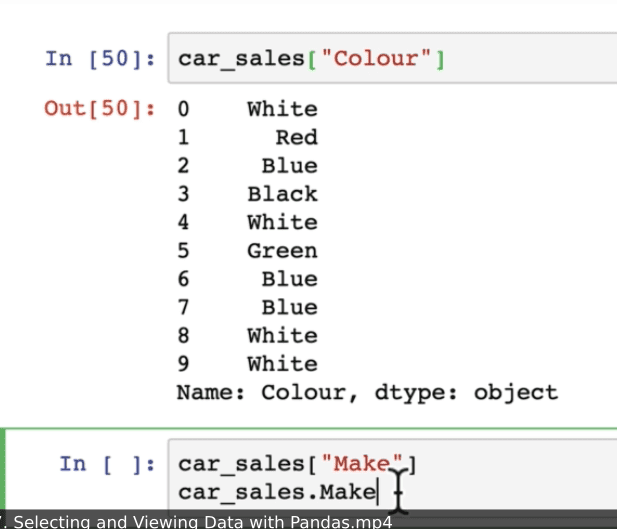 In [50]: car_sales["Colour"]
Out[50]: 0 White
1 Red
2 Blue
3 Black
4 White
5 Green
6 Blue
7 Blue
8 White
9 White
Name: Colour, dtype: object
In [ ]: car_sales["Make"]
car_sales.Make
7. Selecting and Viewing Data with Pandas.mp4